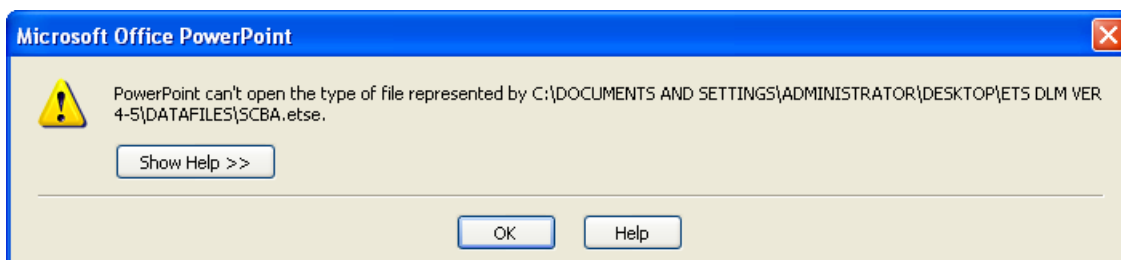 Microsoft Office PowerPoint
PowerPoint can't open the type of file represented by C:\DOCUMENTS AND SETTINGS\ADMINISTRATOR\DESKTOP\ETS DLM VER
4-5\DATAFILES\SCBA.etse.
Show Help >>
OK Help